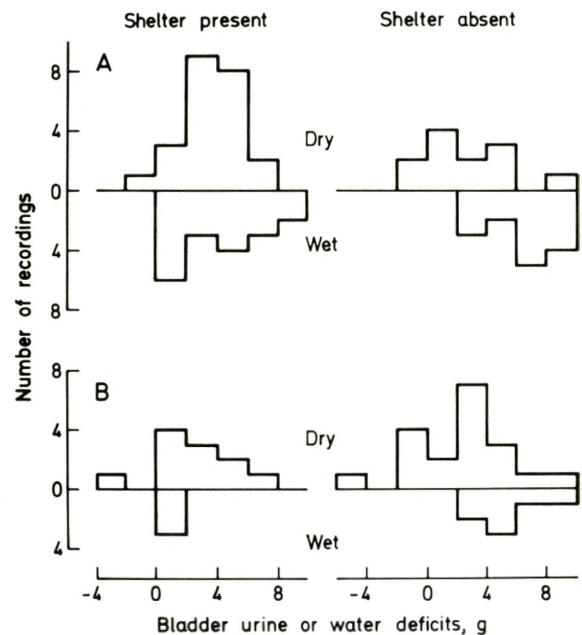 Shelter present Shelter absent
A
8
4
Dry
0
4
Wet
8
Number of recordings
8
B
4
Dry
0
4
Wet
-4 0 4 8 -4 0 4 8
Bladder urine or water deficits, g